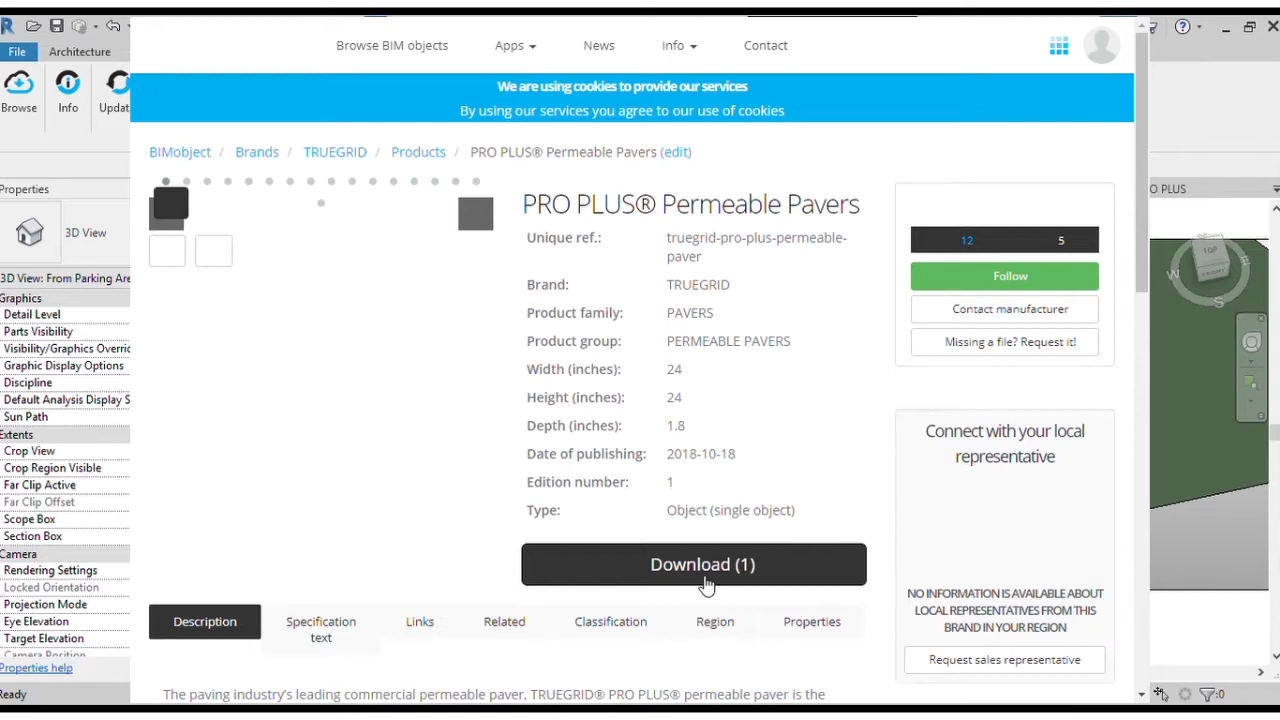 File
Architecture
Browse
Info
Updat
Properties
3D View
3D View: From Parking Are
Graphics
Detail Level
Parts Visibility
Visibility/Graphics Overric
Graphic Display Options
Discipline
Default Analysis Display S
Sun Path
Extents
Crop View
Crop Region Visible
Far Clip Active
Far Clip Offset
Scope Box
Section Box
Camera
Rendering Settings
Locked Orientation
Projection Mode
Eye Elevation
Target Elevation
Camera Position
Properties help
Ready
Browse BIM objects
Apps
News
Info
Contact
We are using cookies to provide our services
By using our services you agree to our use of cookies
BIMobject / Brands / TRUEGRID / Products / PRO PLUS® Permeable Pavers (edit)
PRO PLUS® Permeable Pavers
Unique ref.: truegrid-pro-plus-permeable-
paver
Brand: TRUEGRID
Product family: PAVERS
Product group: PERMEABLE PAVERS
Width (inches): 24
Height (inches): 24
Depth (inches): 1.8
Date of publishing: 2018-10-18
Edition number: 1
Type: Object (single object)
Download (1)
Description
Specification
text
Links
Related
Classification
Region
Properties
The paving industry's leading commercial permeable paver, TRUEGRID® PRO PLUS® permeable paver is the
12 5
Follow
Contact manufacturer
Missing a file? Request it!
Connect with your local
representative
NO INFORMATION IS AVAILABLE ABOUT
LOCAL REPRESENTATIVES FROM THIS
BRAND IN YOUR REGION
Request sales representative
O PLUS
TOP
W
E
S
:0